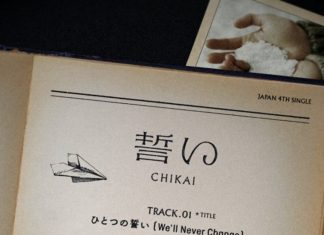 JAPAN 4TH SINGLE
誓い
CHIKAI
TRACK.01 *TITLE
ひとつの誓い (We'll Never Change)